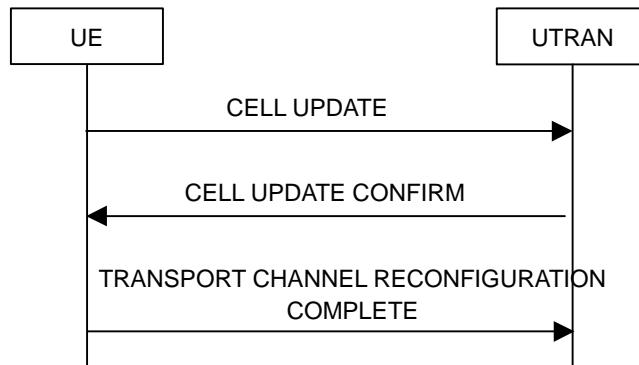 UE
UTRAN
CELL UPDATE
CELL UPDATE CONFIRM
TRANSPORT CHANNEL RECONFIGURATION
COMPLETE